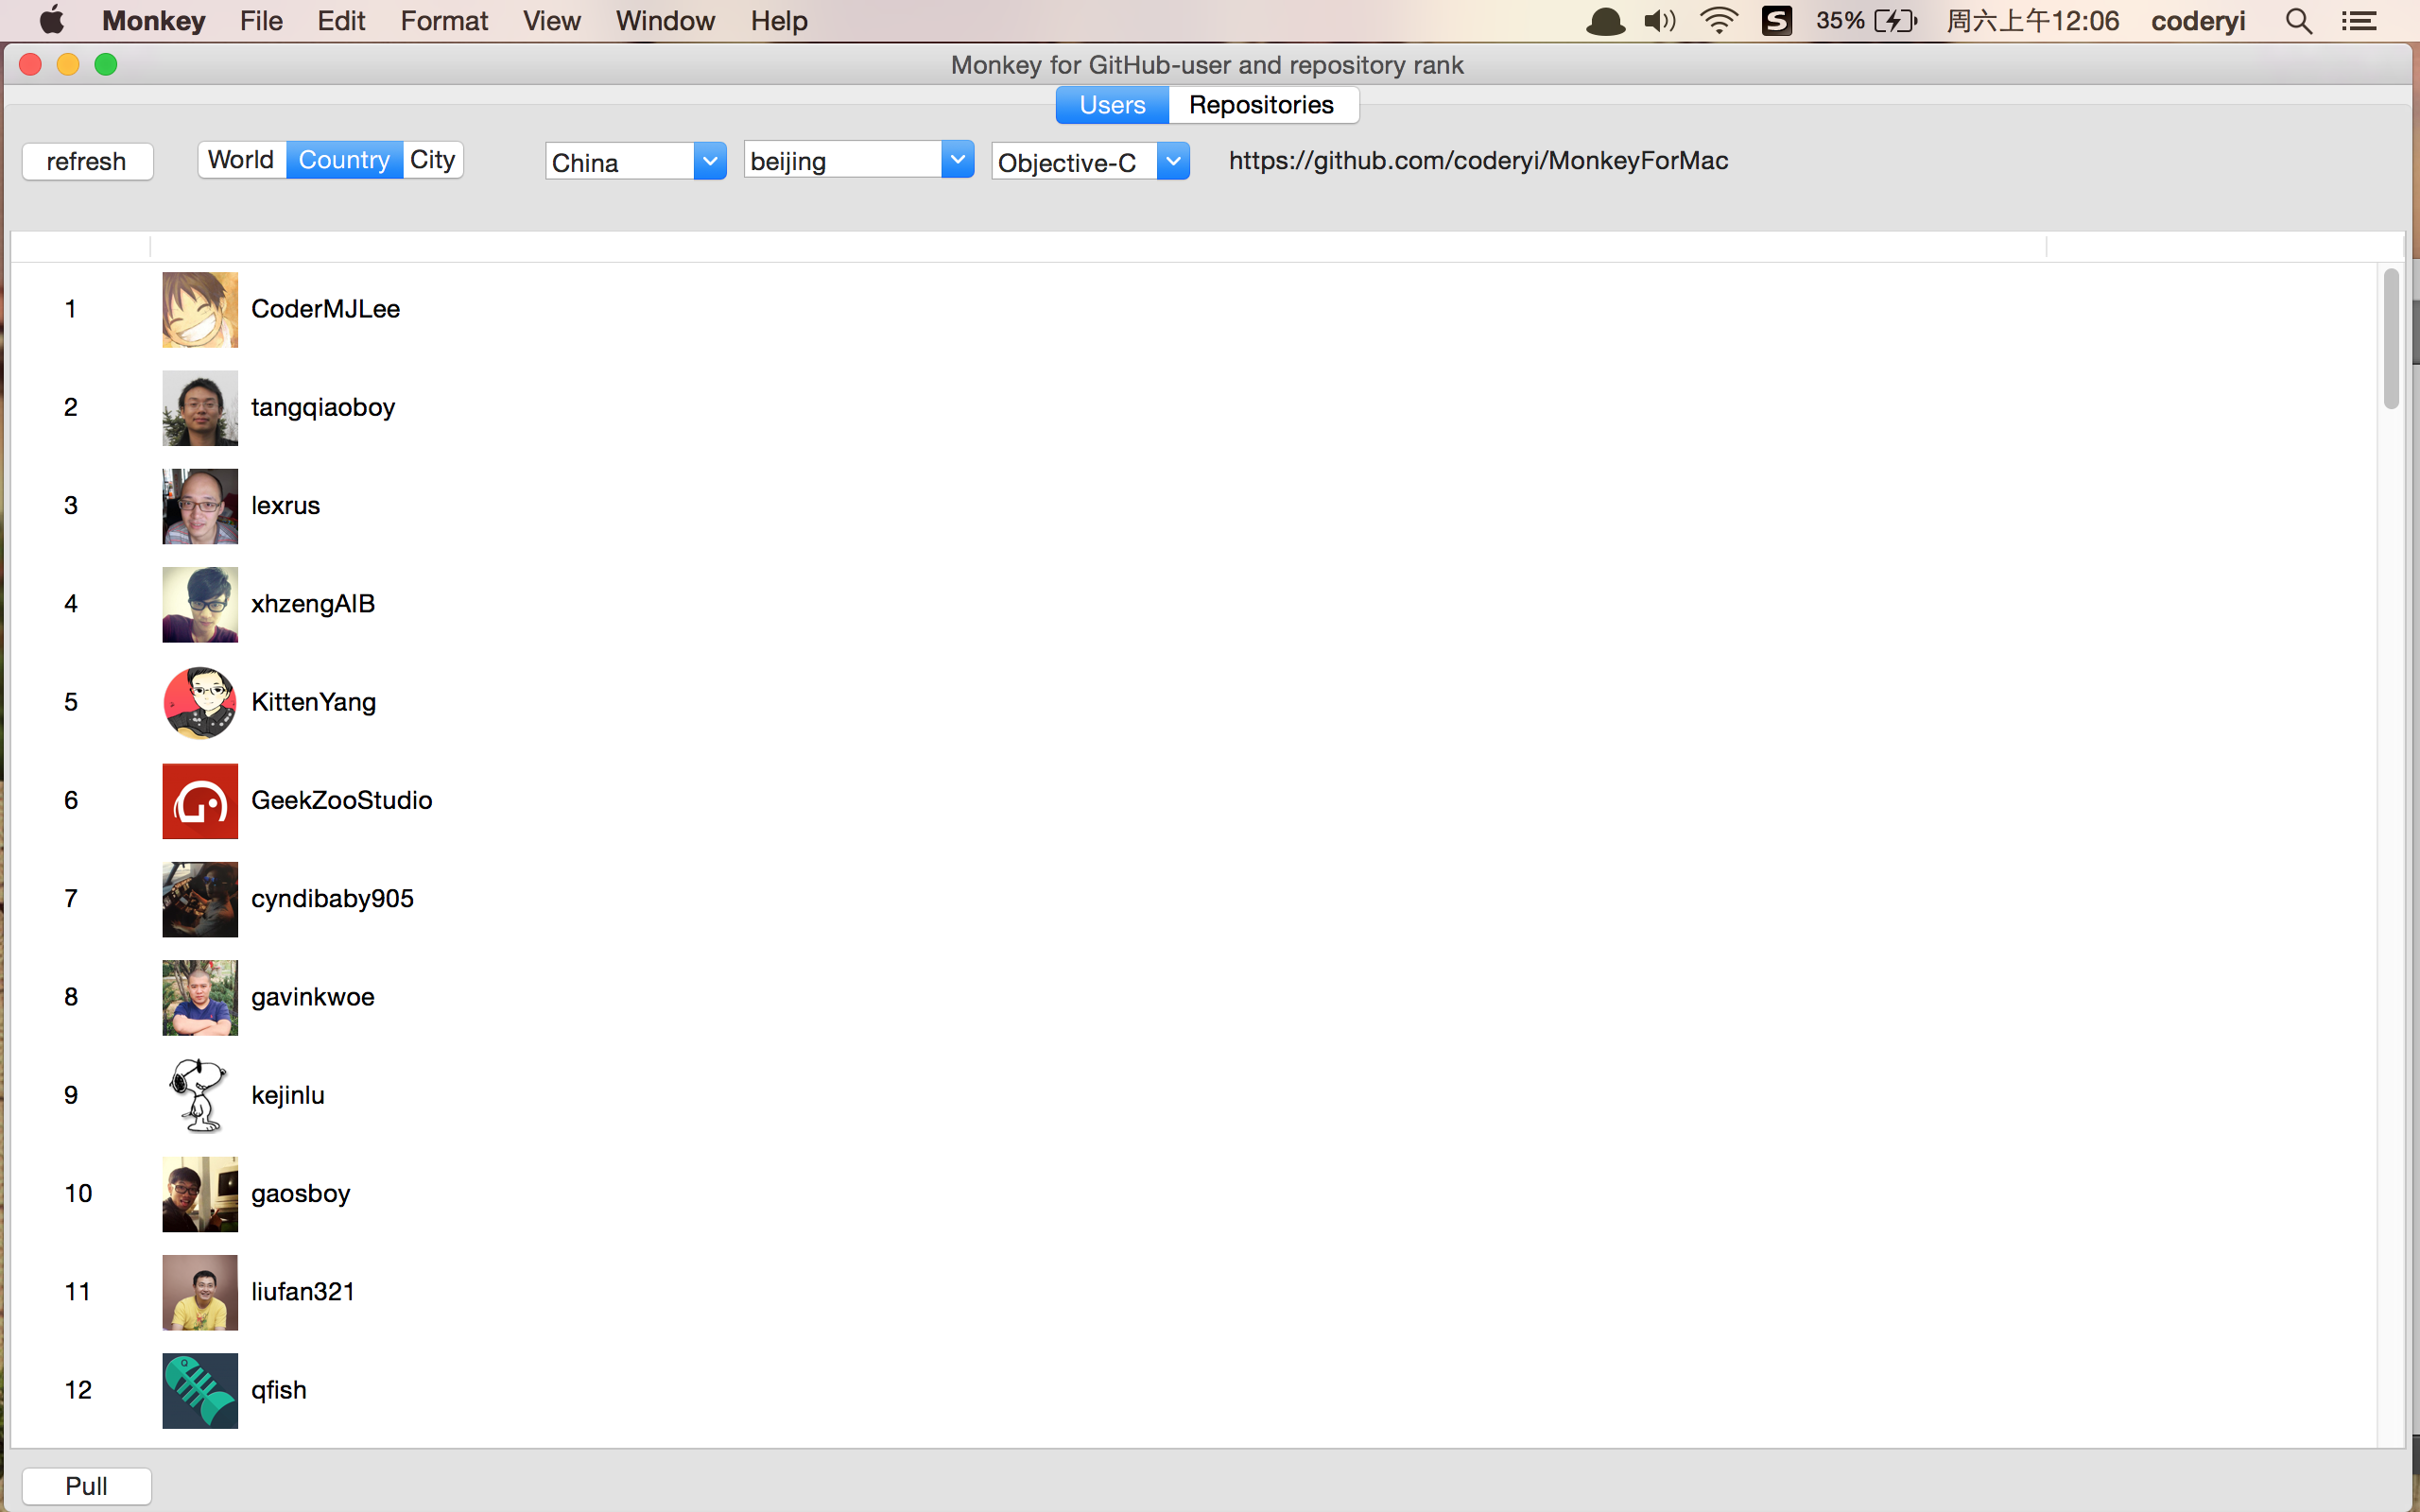 Monkey File Edit Format View Window Help 35% 周六上午12:06 coderyi
Monkey for GitHub-user and repository rank
Users Repositories
refresh World Country City China beijing Objective-C https://github.com/coderyi/MonkeyForMac
1 CoderMJLee
2 tangqiaoboy
3 lexrus
4 xhzengAIB
5 KittenYang
6 GeekZooStudio
7 cyndibaby905
8 gavinkwoe
9 kejinlu
10 gaosboy
11 liufan321
12 qfish
Pull